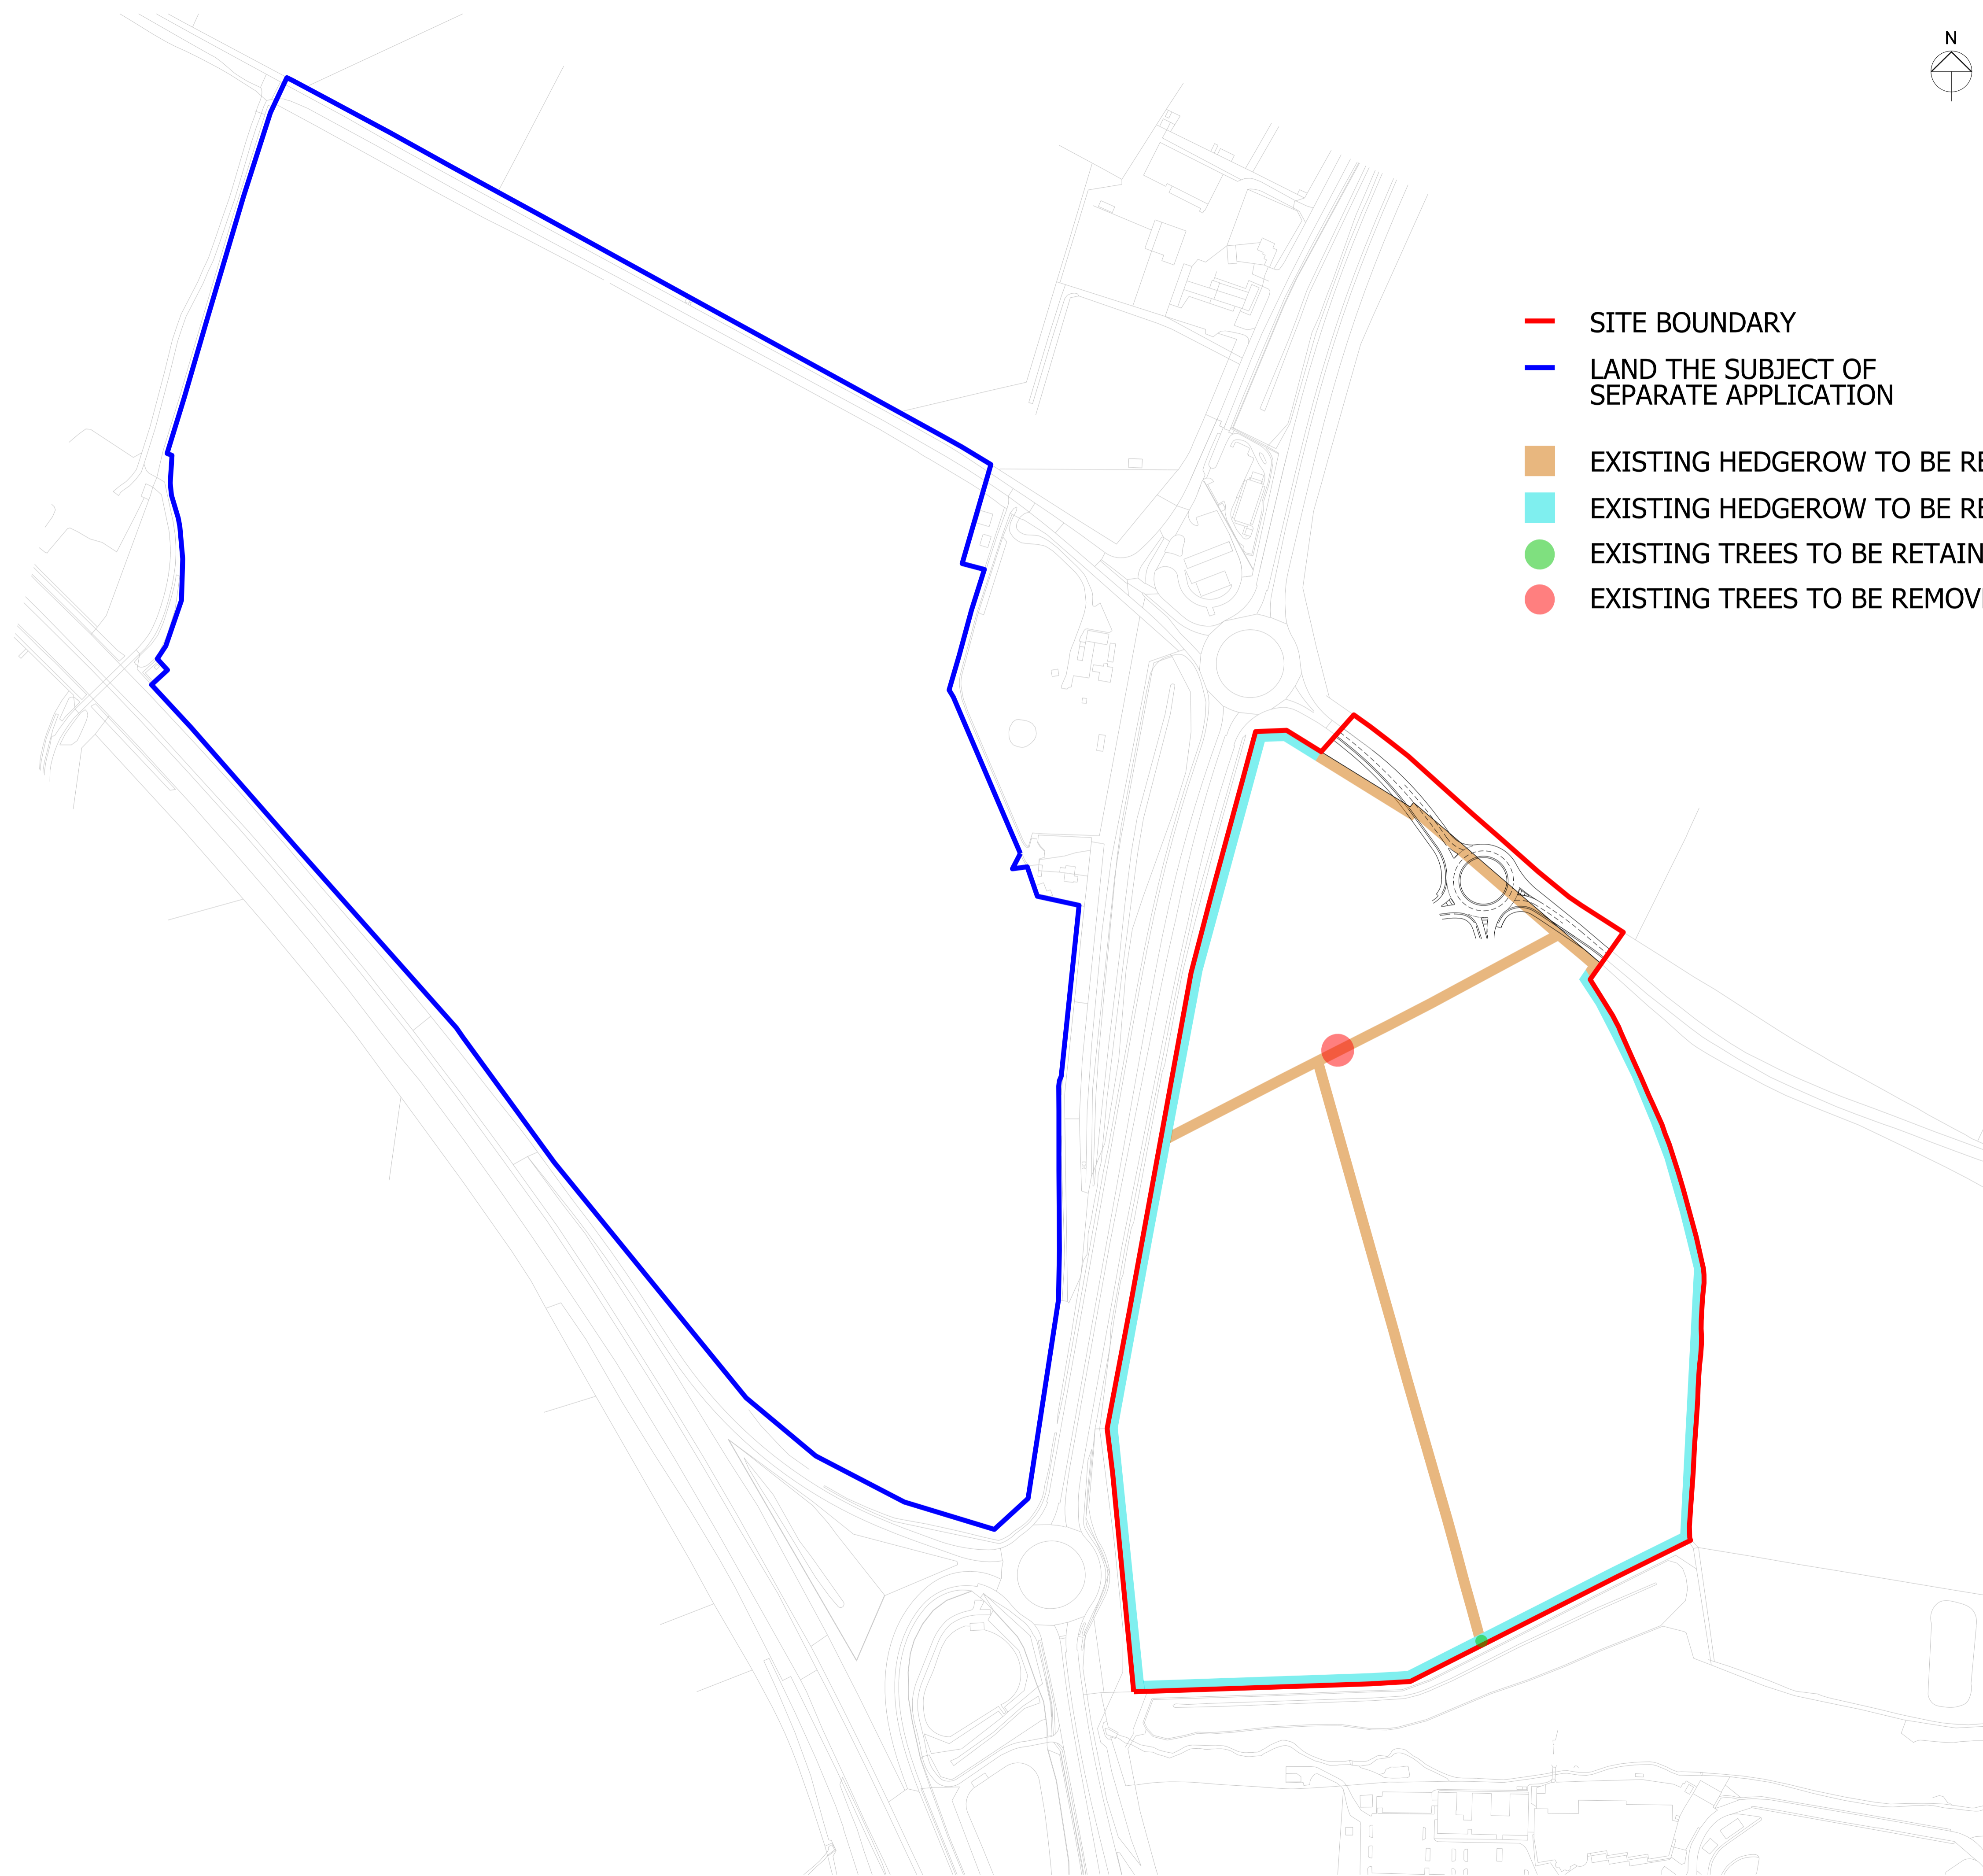 N
SITE BOUNDARY
LAND THE SUBJECT OF
SEPARATE APPLICATION
EXISTING HEDGEROW TO BE RE
EXISTING HEDGEROW TO BE RE
EXISTING TREES TO BE RETAIN
EXISTING TREES TO BE REMOV